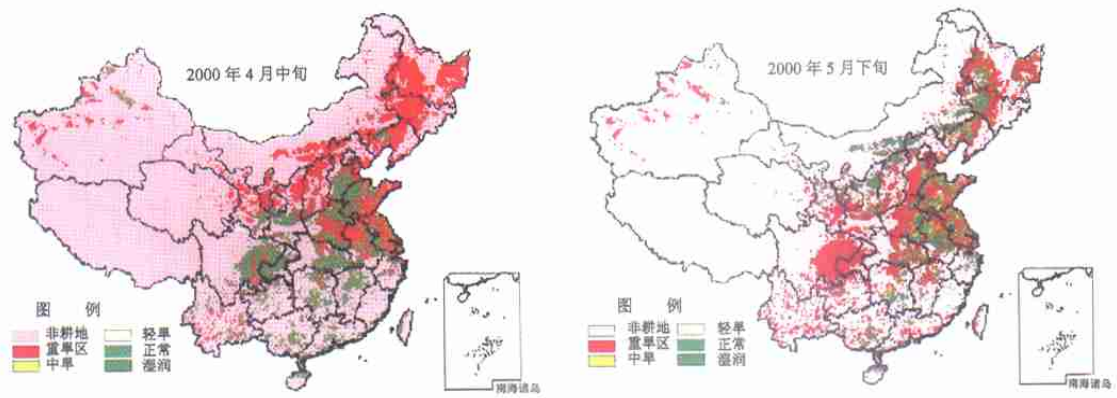 2000 年 4 月中旬
图 例
非耕地
重旱区
中旱
轻旱
正常
湿润
南海诸岛
2000 年 5 月下旬
图 例
非耕地
重旱区
中旱
轻旱
正常
湿润
南海诸岛